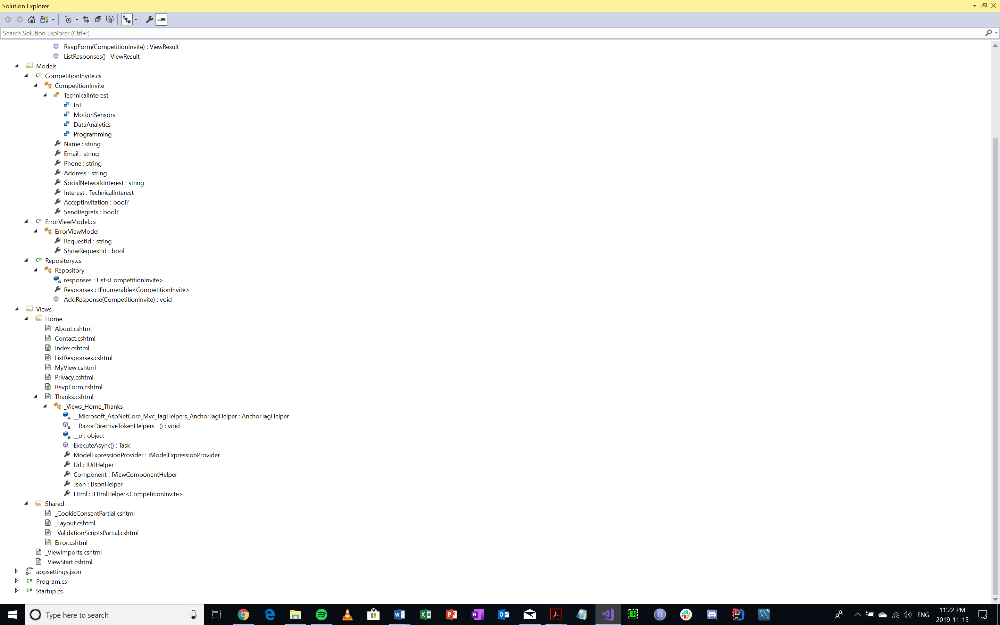 Solution Explorer
Search Solution Explorer (Ctrl+;)
RsvpForm(CompetitionInvite) : ViewResult
ListResponses() : ViewResult
Models
C# CompetitionInvite.cs
CompetitionInvite
TechnicalInterest
IoT
MotionSensors
DataAnalytics
Programming
Name : string
Email : string
Phone : string
Address : string
SocialNetworkInterest : string
Interest : TechnicalInterest
AcceptInvitation : bool?
SendRegrets : bool?
C# ErrorViewModel.cs
ErrorViewModel
RequestId : string
ShowRequestId : bool
C# Repository.cs
Repository
responses : List<CompetitionInvite>
Responses : IEnumerable<CompetitionInvite>
AddResponse(CompetitionInvite) : void
Views
Home
About.cshtml
Contact.cshtml
Index.cshtml
ListResponses.cshtml
MyView.cshtml
Privacy.cshtml
RsvpForm.cshtml
Thanks.cshtml
_Views_Home_Thanks
__Microsoft_AspNetCore_Mvc_TagHelpers_AnchorTagHelper : AnchorTagHelper
__RazorDirectiveTokenHelpers__() : void
__o : object
ExecuteAsync() : Task
ModelExpressionProvider : IModelExpressionProvider
Url : IUrlHelper
Component : IViewComponentHelper
Json : IJsonHelper
Html : IHtmlHelper<CompetitionInvite>
Shared
_CookieConsentPartial.cshtml
_Layout.cshtml
_ValidationScriptsPartial.cshtml
Error.cshtml
_ViewImports.cshtml
_ViewStart.cshtml
appsettings.json
C# Program.cs
C# Startup.cs
Type here to search
ENG
11:22 PM
2019-11-15